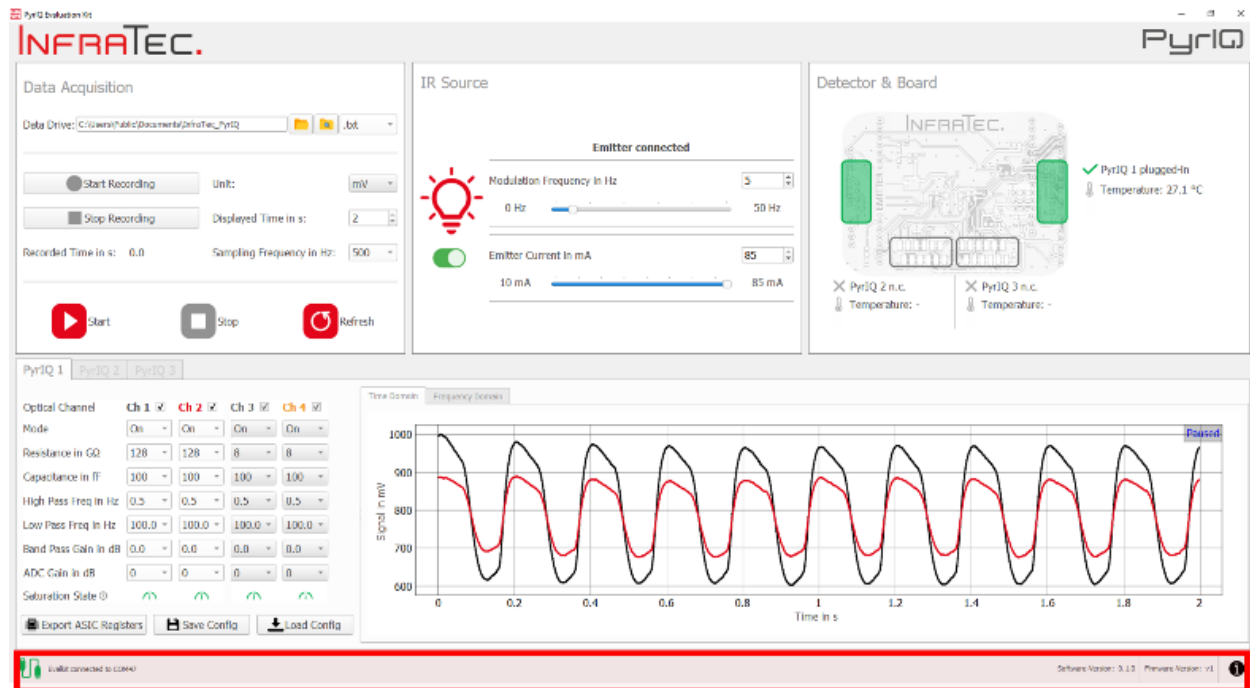 PyrIQ Evaluation Kit
INFRATEC.
PyrIQ
Data Acquisition
Data Drive: C:\Users\Public\Documents\InfraTec_PyrIQ .txt
Start Recording Unit: mV
Stop Recording Displayed Time in s: 2
Recorded Time in s: 0.0 Sampling Frequency in Hz: 500
Start Stop Refresh
IR Source
Emitter connected
Modulation Frequency in Hz 5
0 Hz 50 Hz
Emitter Current in mA 85
10 mA 85 mA
Detector & Board
INFRATEC.
EMITTER
PyrIQ 1 plugged-in
Temperature: 27.1 °C
PyrIQ 2 n.c. PyrIQ 3 n.c.
Temperature: - Temperature: -
PyrIQ 1 PyrIQ 2 PyrIQ 3
Optical Channel Ch 1 Ch 2 Ch 3 Ch 4
Mode On On On On
Resistance in GΩ 128 128 8 8
Capacitance in fF 100 100 100 100
High Pass Freq in Hz 0.5 0.5 0.5 0.5
Low Pass Freq in Hz 100.0 100.0 100.0 100.0
Band Pass Gain in dB 0.0 0.0 0.0 0.0
ADC Gain in dB 0 0 0 0
Saturation State
Export ASIC Registers Save Config Load Config
Time Domain Frequency Domain
Paused
Signal in mV
1000
900
800
700
600
0 0.2 0.4 0.6 0.8 1 1.2 1.4 1.6 1.8 2
Time in s
connected to Software Version: Firmware Version: v1